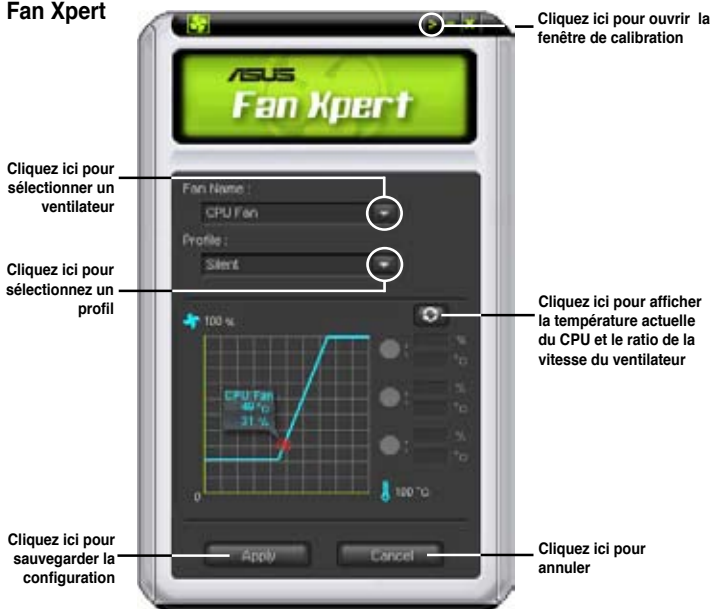 Fan Xpert
Cliquez ici pour ouvrir la
fenêtre de calibration
ASUS
Fan Xpert
Cliquez ici pour
sélectionner un
ventilateur
Fan Name :
CPU Fan
Profile :
Silent
Cliquez ici pour
sélectionnez un
profil
Cliquez ici pour afficher
la température actuelle
du CPU et le ratio de la
vitesse du ventilateur
100 %
CPU Fan
49 °C
31 %
0
100 °C
%
°C
%
°C
%
°C
Cliquez ici pour
sauvegarder la
configuration
Apply
Cancel
Cliquez ici pour
annuler